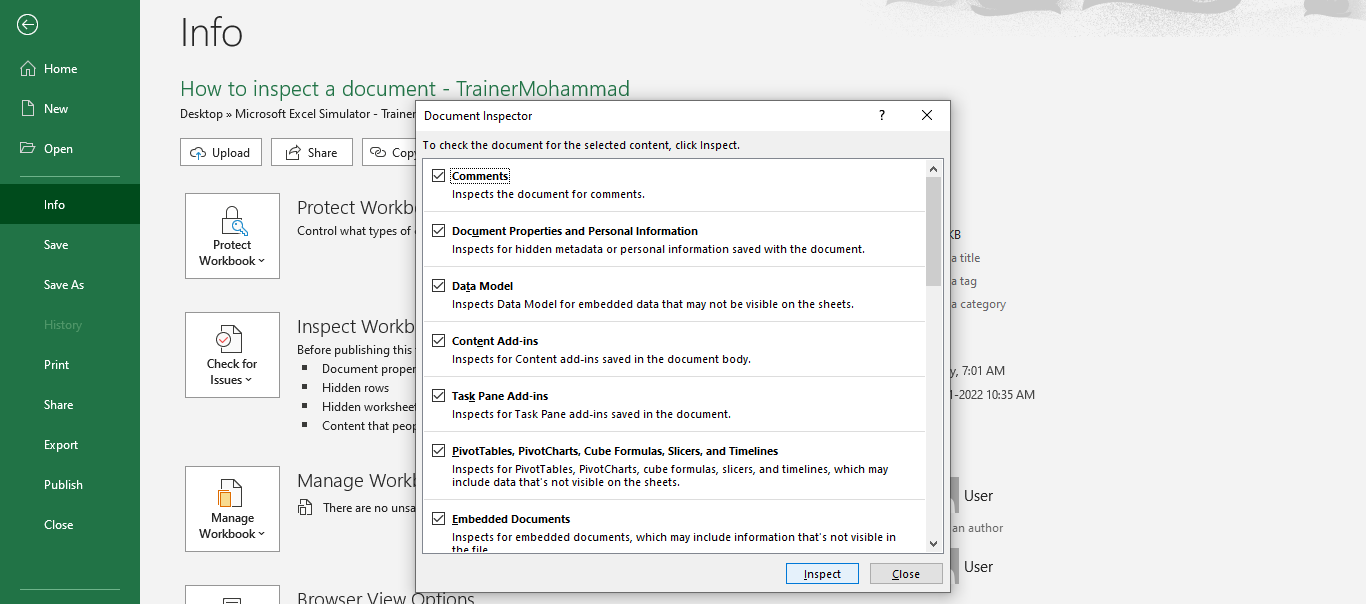 Info
Home
New
Open
Info
Save
Save As
History
Print
Share
Export
Publish
Close
How to inspect a document - TrainerMohammad
Desktop » Microsoft Excel Simulator - Trainer
Upload
Share
Copy
Protect Workbook
Protect Workb
Control what types of
Check for Issues
Inspect Workb
Before publishing this
Document proper
Hidden rows
Hidden worksheet
Content that peop
Manage Workbook
Manage Workb
There are no unsa
Browser View Options
Document Inspector
?
To check the document for the selected content, click Inspect.
Comments
Inspects the document for comments.
Document Properties and Personal Information
Inspects for hidden metadata or personal information saved with the document.
Data Model
Inspects Data Model for embedded data that may not be visible on the sheets.
Content Add-ins
Inspects for Content add-ins saved in the document body.
Task Pane Add-ins
Inspects for Task Pane add-ins saved in the document.
PivotTables, PivotCharts, Cube Formulas, Slicers, and Timelines
Inspects for PivotTables, PivotCharts, cube formulas, slicers, and timelines, which may
include data that's not visible on the sheets.
Embedded Documents
Inspects for embedded documents, which may include information that's not visible in
the file.
Inspect
Close
KB
a title
a tag
a category
y, 7:01 AM
1-2022 10:35 AM
User
an author
User